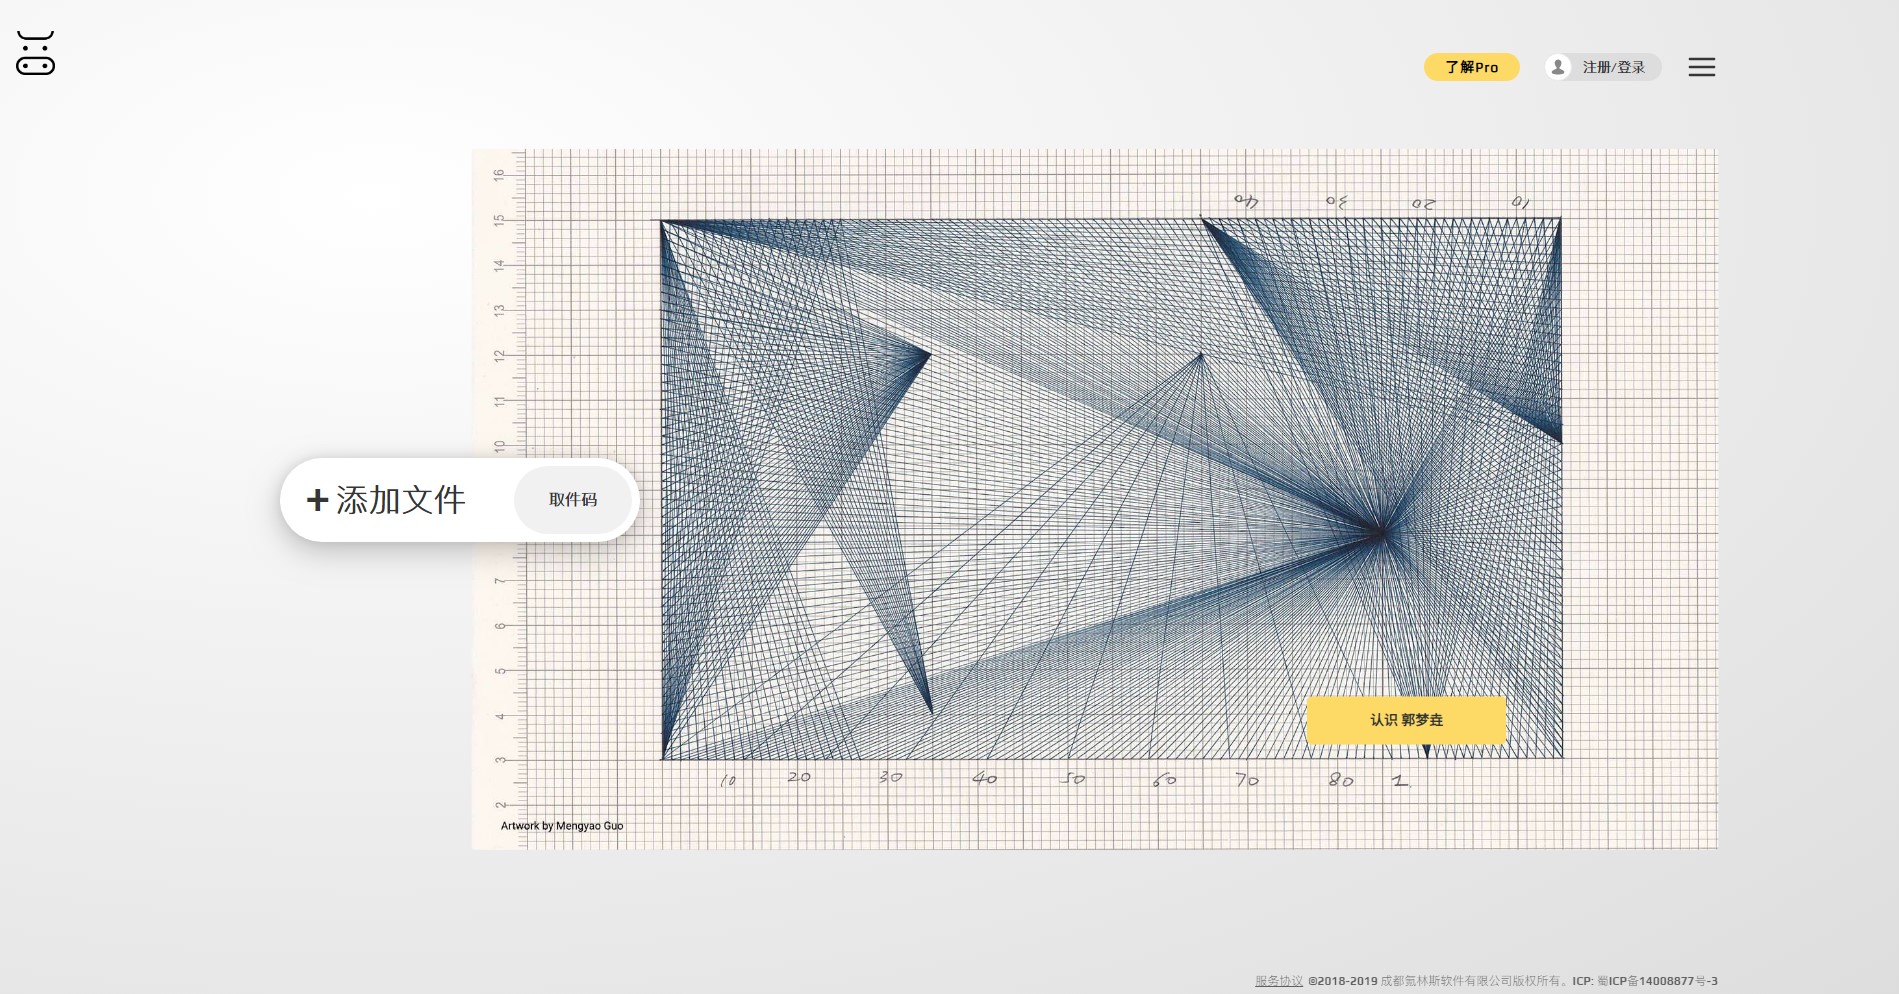 了解Pro
注册/登录
40 30 20 10
16
15
14
13
12
11
10
7
6
5
4
3
2
添加文件
取件码
认识 郭梦垚
10 20 30 40 50 60 70 80
Artwork by Mengyao Guo
服务协议 ©2018-2019 成都氪林斯软件有限公司版权所有。ICP: 蜀ICP备14008877号-3